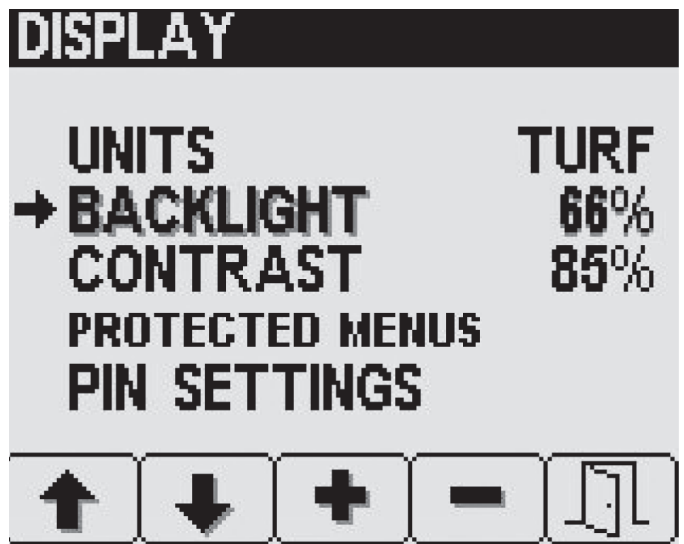 DISPLAY
UNITS TURF
BACKLIGHT 66%
CONTRAST 85%
PROTECTED MENUS
PIN SETTINGS